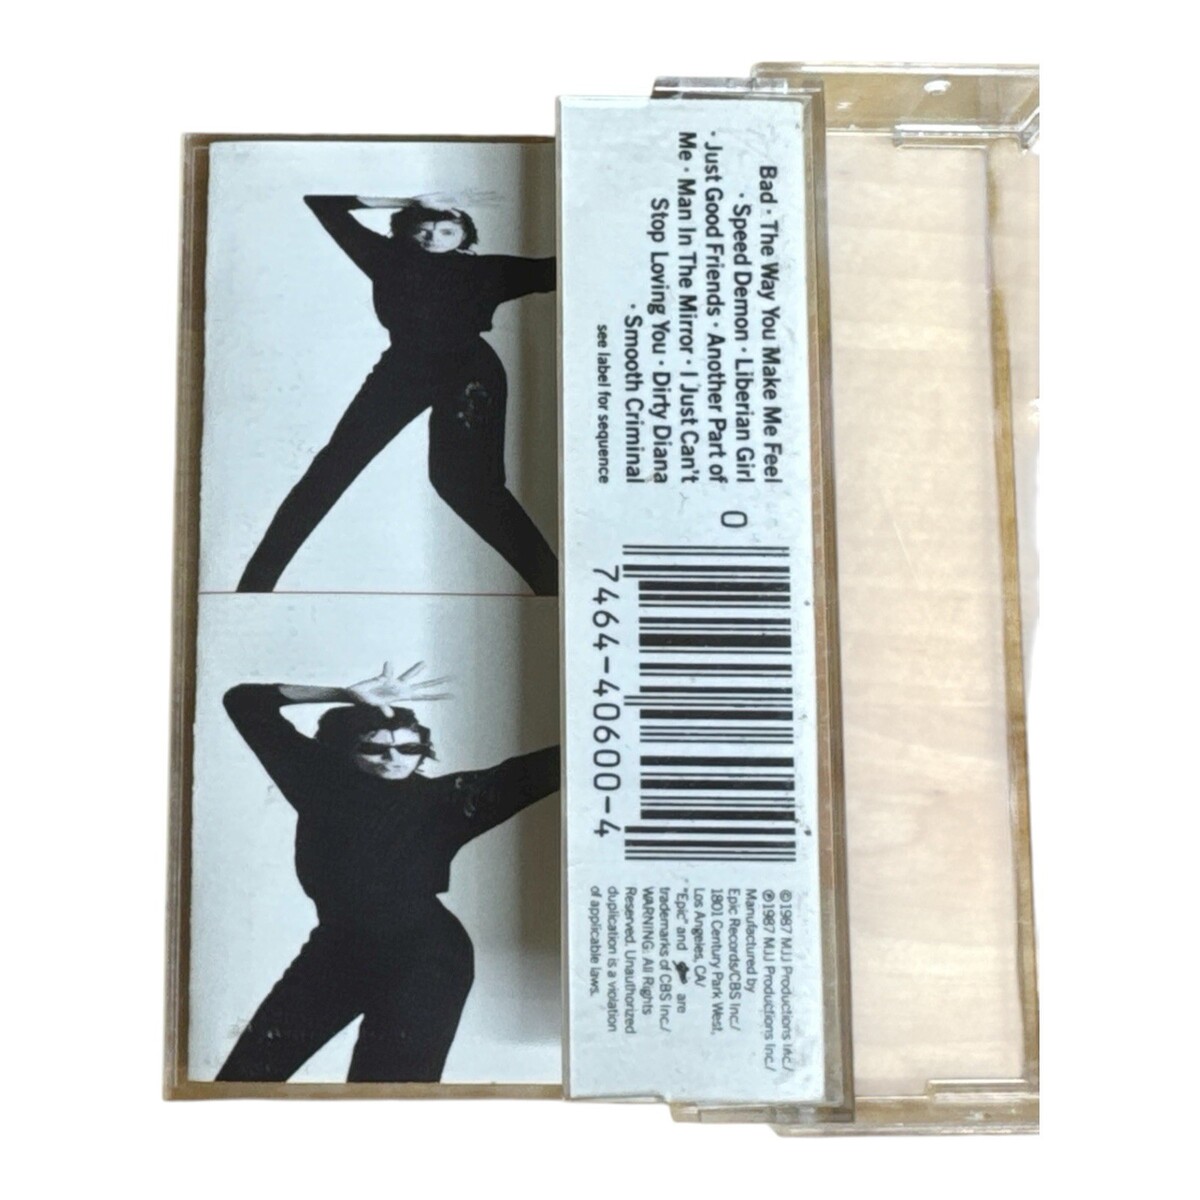 Bad · The Way You Make Me Feel
· Speed Demon · Liberian Girl
· Just Good Friends · Another Part of
Me · Man In The Mirror · I Just Can't
Stop Loving You · Dirty Diana
· Smooth Criminal
see label for sequence
0
7464-40600-4
©1987 MJJ Productions Inc./
℗1987 MJJ Productions Inc./
Manufactured by
Epic Records/CBS Inc./
1801 Century Park West,
Los Angeles, CA/
"Epic" and are
trademarks of CBS Inc./
WARNING: All Rights
Reserved. Unauthorized
duplication is a violation
of applicable laws.